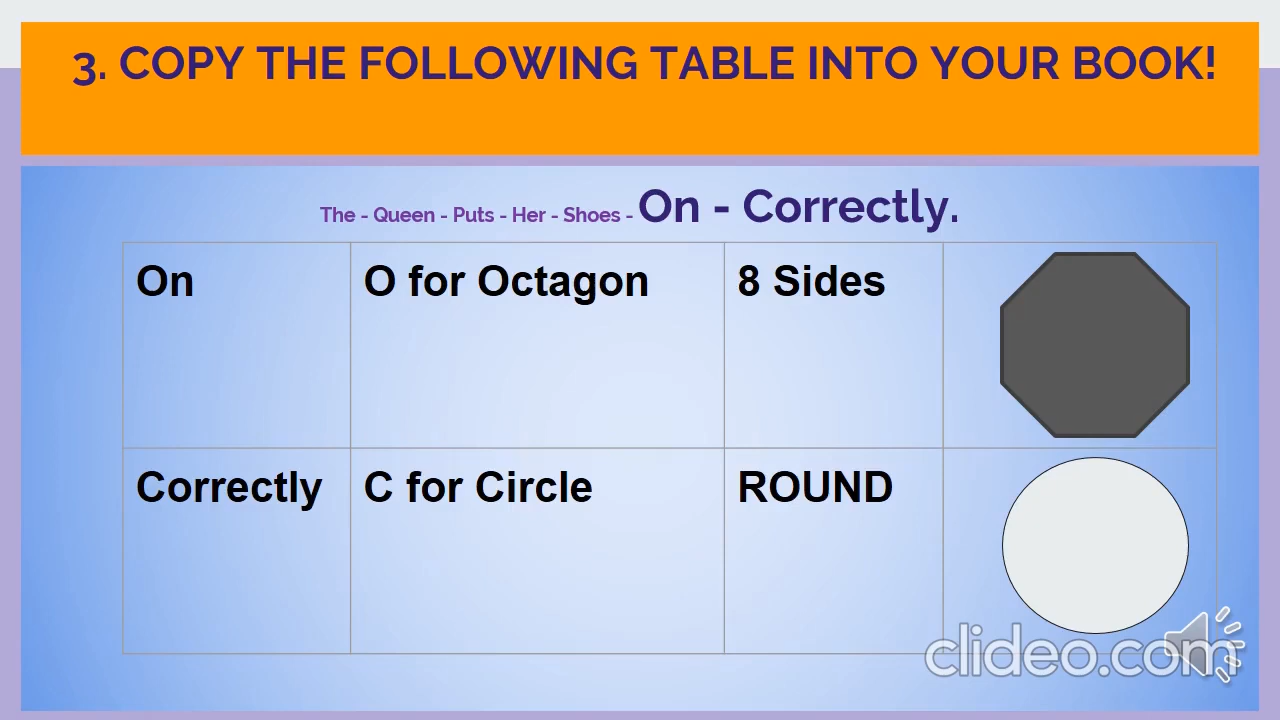 3. COPY THE FOLLOWING TABLE INTO YOUR BOOK!
The - Queen - Puts - Her - Shoes - On - Correctly.
On O for Octagon 8 Sides
Correctly C for Circle ROUND
clideo.com